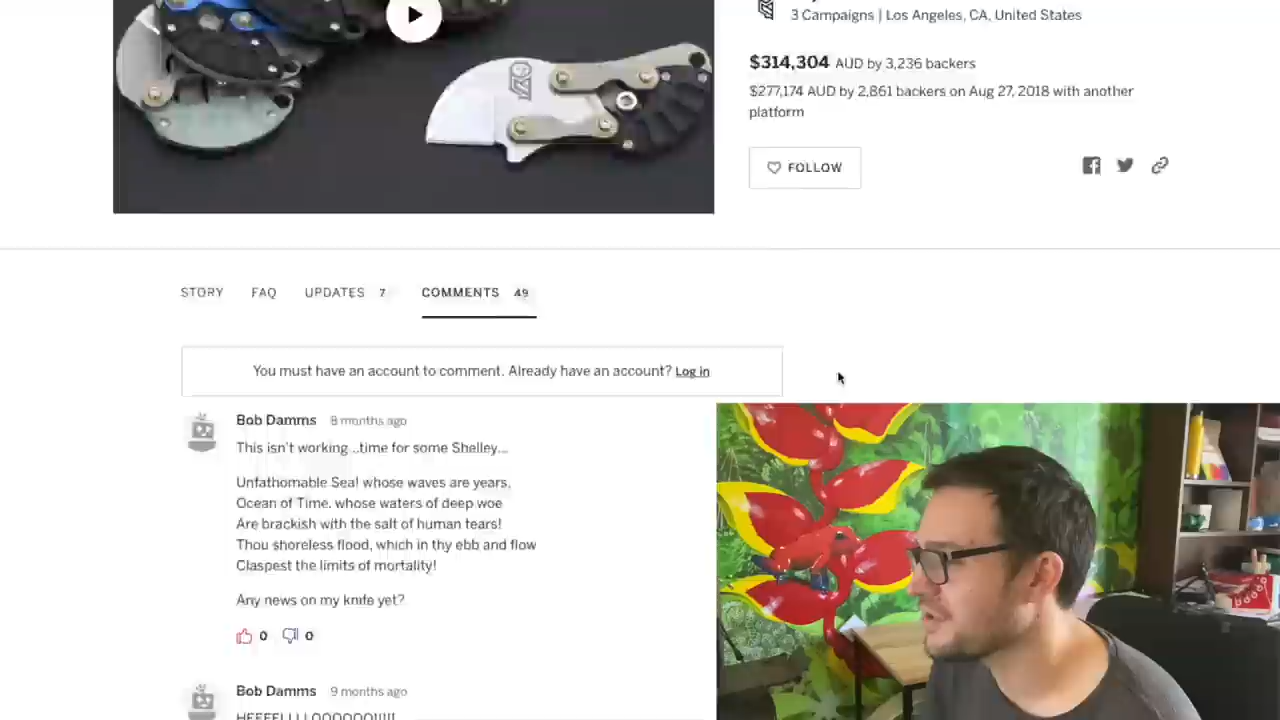 3 Campaigns | Los Angeles, CA, United States
$314,304 AUD by 3,236 backers
$277,174 AUD by 2,861 backers on Aug 27, 2018 with another
platform
FOLLOW
STORY FAQ UPDATES 7 COMMENTS 49
You must have an account to comment. Already have an account? Log in
Bob Damms 8 months ago
This isn't working ..time for some Shelley...
Unfathomable Sea! whose waves are years,
Ocean of Time, whose waters of deep woe
Are brackish with the salt of human tears!
Thou shoreless flood, which in thy ebb and flow
Claspest the limits of mortality!
Any news on my knife yet?
0 0
Bob Damms 9 months ago
HEEEELLLLOOOOOO!!!!!